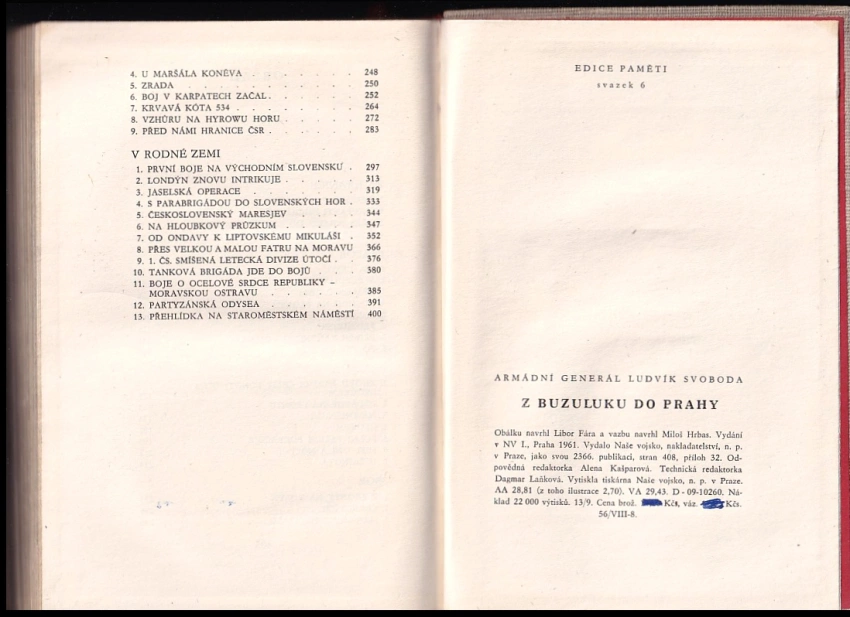 4. U MARŠÁLA KONĚVA . . . . . . . 248
5. ZRADA . . . . . . . . . . 250
6. BOJ V KARPATECH ZAČAL . . . . . . 252
7. KRVAVÁ KÓTA 534 . . . . . . . . 264
8. VZHŮRU NA HYROWU HORU . . . . . 272
9. PŘED NÁMI HRANICE ČSR . . . . . . 283
V RODNÉ ZEMI
1. PRVNÍ BOJE NA VÝCHODNÍM SLOVENSKU . 297
2. LONDÝN ZNOVU INTRIKUJE . . . . . 313
3. JASELSKÁ OPERACE . . . . . . . 319
4. S PARABRIGÁDOU DO SLOVENSKÝCH HOR . 333
5. ČESKOSLOVENSKÝ MARESJEV . . . . 344
6. NA HLOUBKOVÝ PRŮZKUM . . . . . 347
7. OD ONDAVY K LIPTOVSKÉMU MIKULÁŠI . 352
8. PŘES VELKOU A MALOU FATRU NA MORAVU 366
9. 1. ČS. SMÍŠENÁ LETECKÁ DIVIZE ÚTOČÍ . . 376
10. TANKOVÁ BRIGÁDA JDE DO BOJŮ . . . 380
11. BOJE O OCELOVÉ SRDCE REPUBLIKY –
MORAVSKOU OSTRAVU . . . . . . 385
12. PARTYZÁNSKÁ ODYSEA . . . . . . 391
13. PŘEHLÍDKA NA STAROMĚSTSKÉM NÁMĚSTÍ 400
EDICE PAMĚTI
svazek 6
ARMÁDNÍ GENERÁL LUDVÍK SVOBODA
Z BUZULUKU DO PRAHY
Obálku navrhl Libor Fára a vazbu navrhl Miloš Hrbas. Vydání
v NV I., Praha 1961. Vydalo Naše vojsko, nakladatelství, n. p.
v Praze, jako svou 2366. publikaci, stran 408, příloh 32. Od-
povědná redaktorka Alena Kašparová. Technická redaktorka
Dagmar Laňková. Vytiskla tiskárna Naše vojsko, n. p. v Praze.
AA 28,81 (z toho ilustrace 2,70). VA 29,43. D - 09-10260. Ná-
klad 22 000 výtisků. 13/9. Cena brož. Kčs, váz. Kčs.
56/VIII-8.